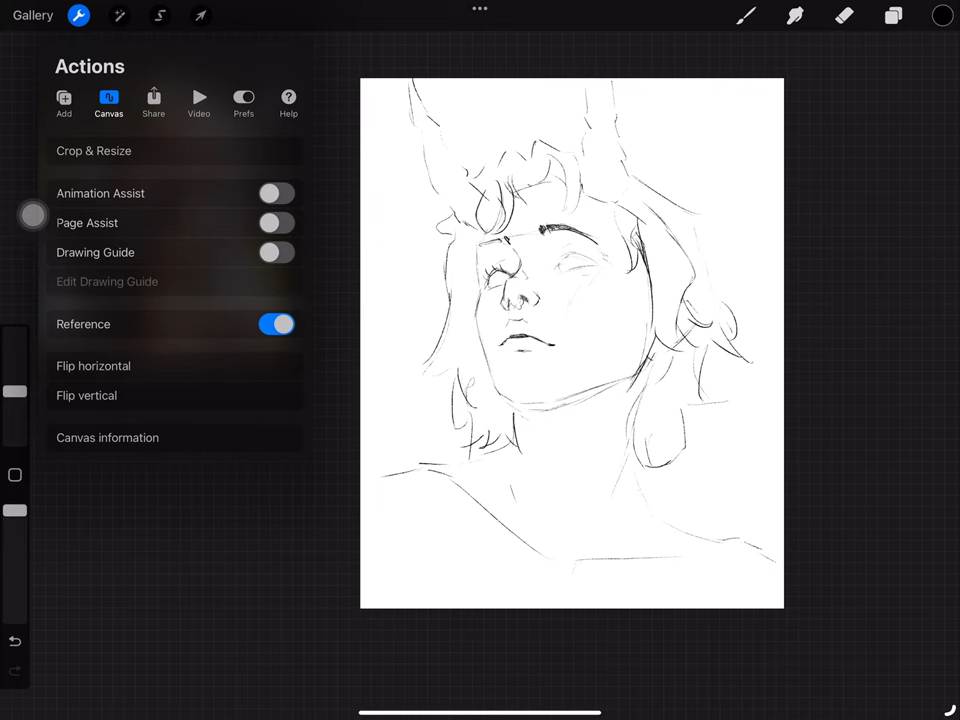 Gallery
Actions
Add Canvas Share Video Prefs Help
Crop & Resize
Animation Assist
Page Assist
Drawing Guide
Edit Drawing Guide
Reference
Flip horizontal
Flip vertical
Canvas information